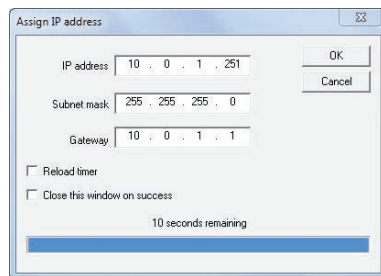 Assign IP address
IP address 10 . 0 . 1 . 251
OK
Cancel
Subnet mask 255 . 255 . 255 . 0
Gateway 10 . 0 . 1 . 1
Reload timer
Close this window on success
10 seconds remaining